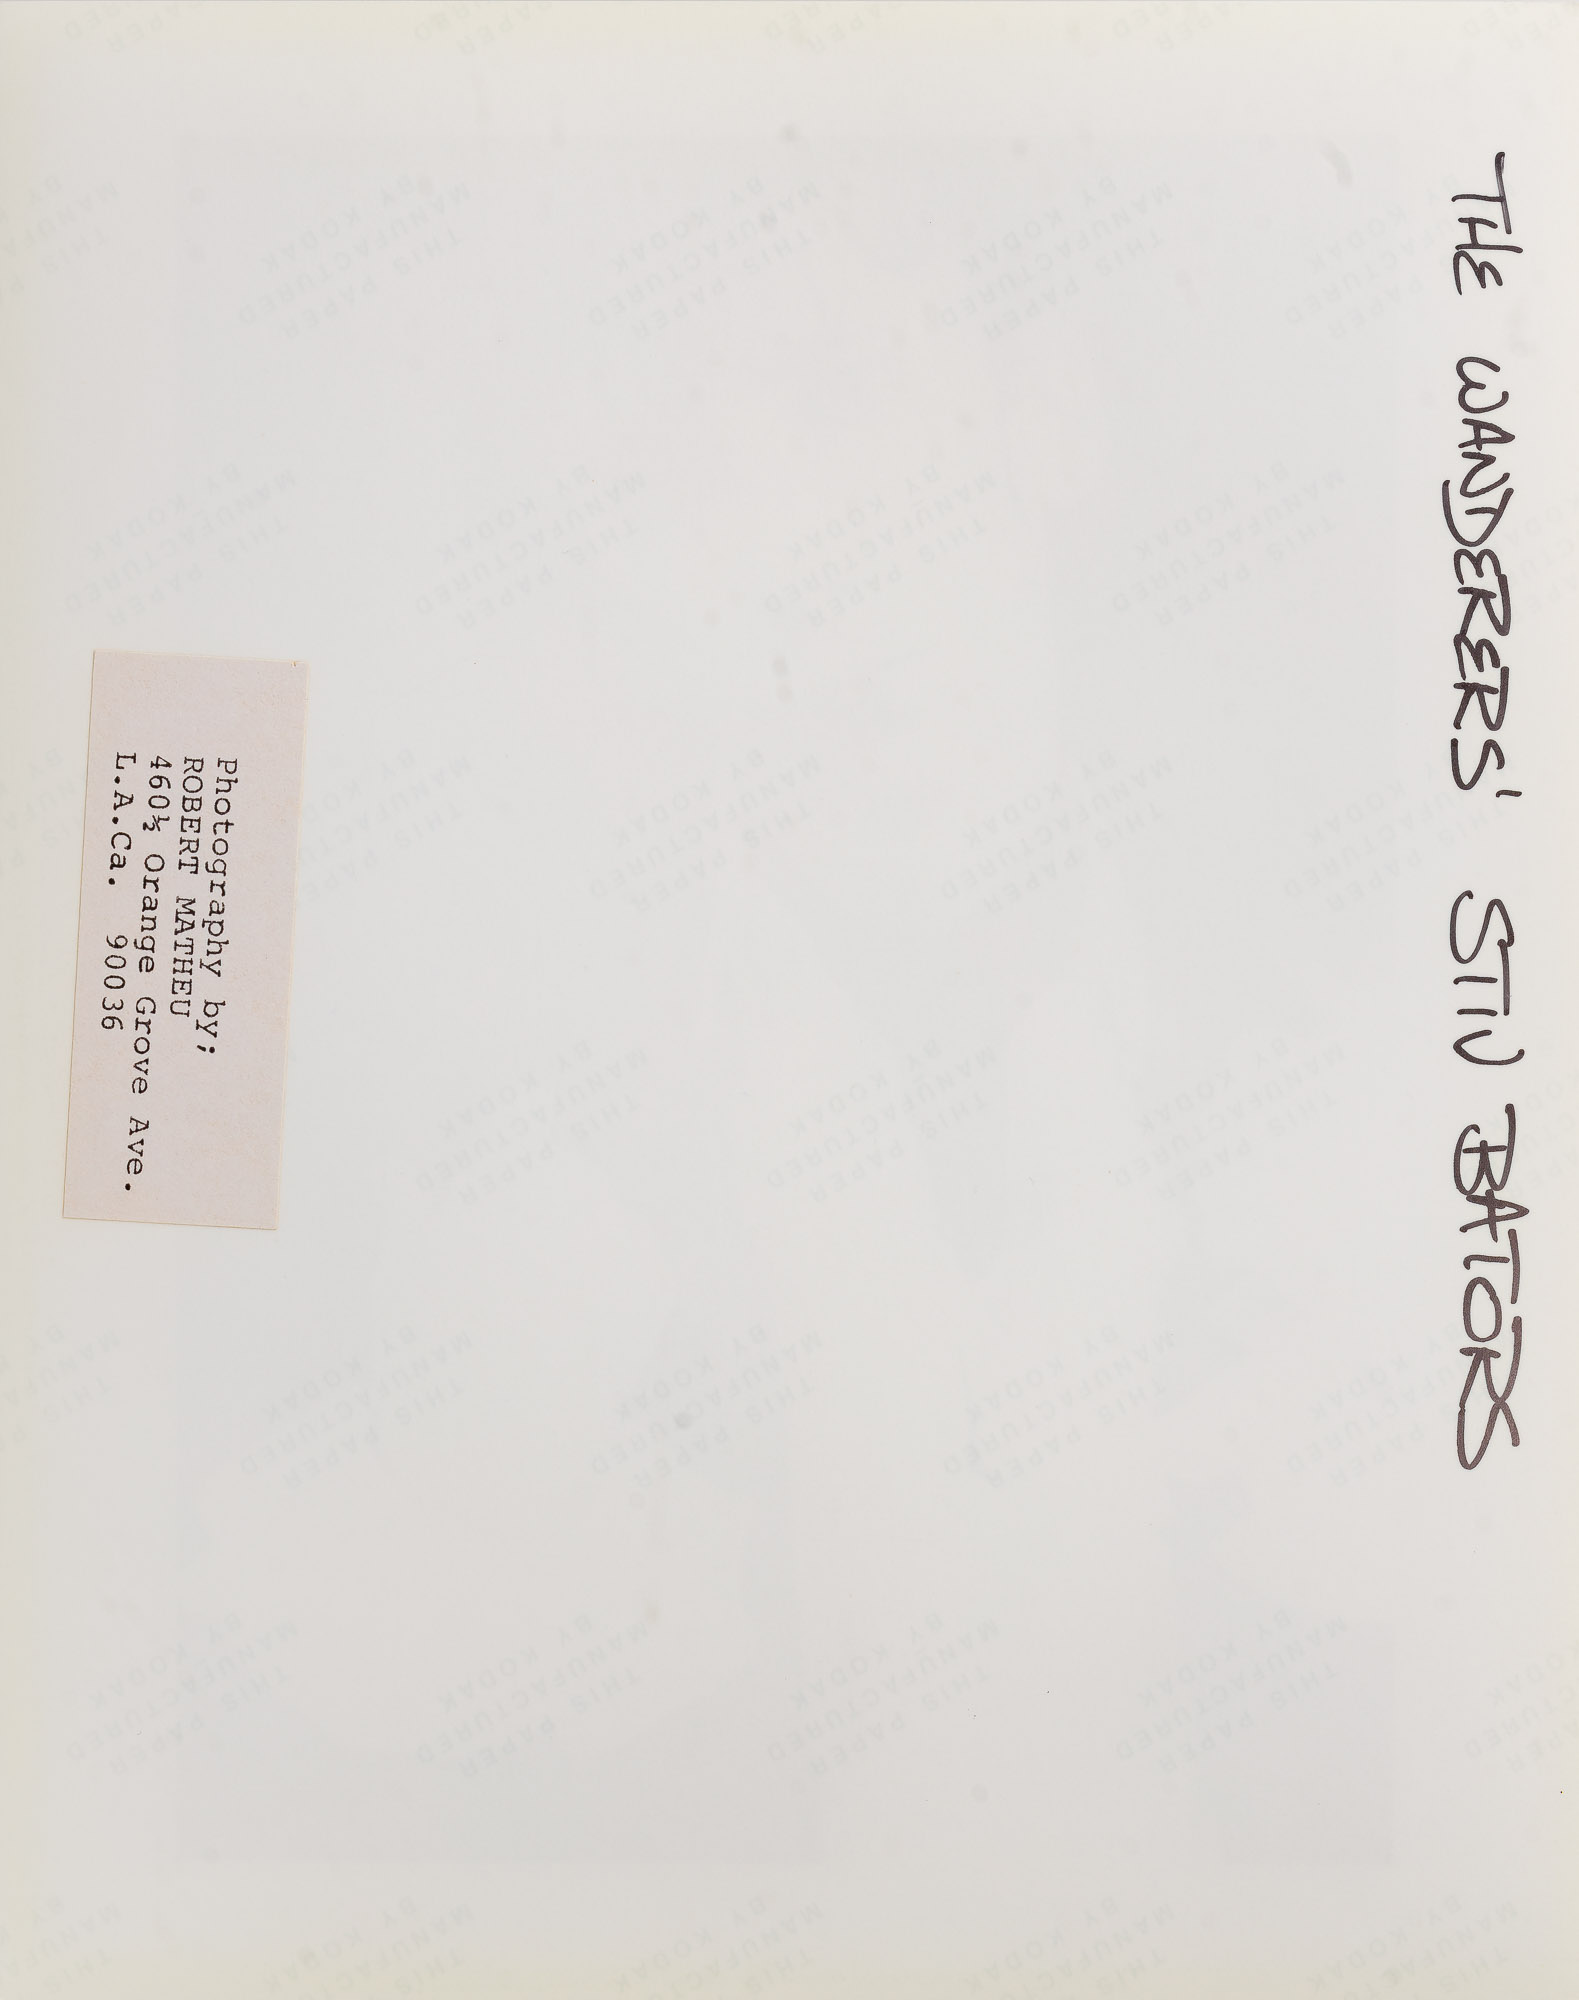 THE WANDERERS' STIV BATORS
Photography by;
ROBERT MATHEU
460½ Orange Grove Ave.
L.A.Ca. 90036
THIS PAPER
MANUFACTURED
BY KODAK